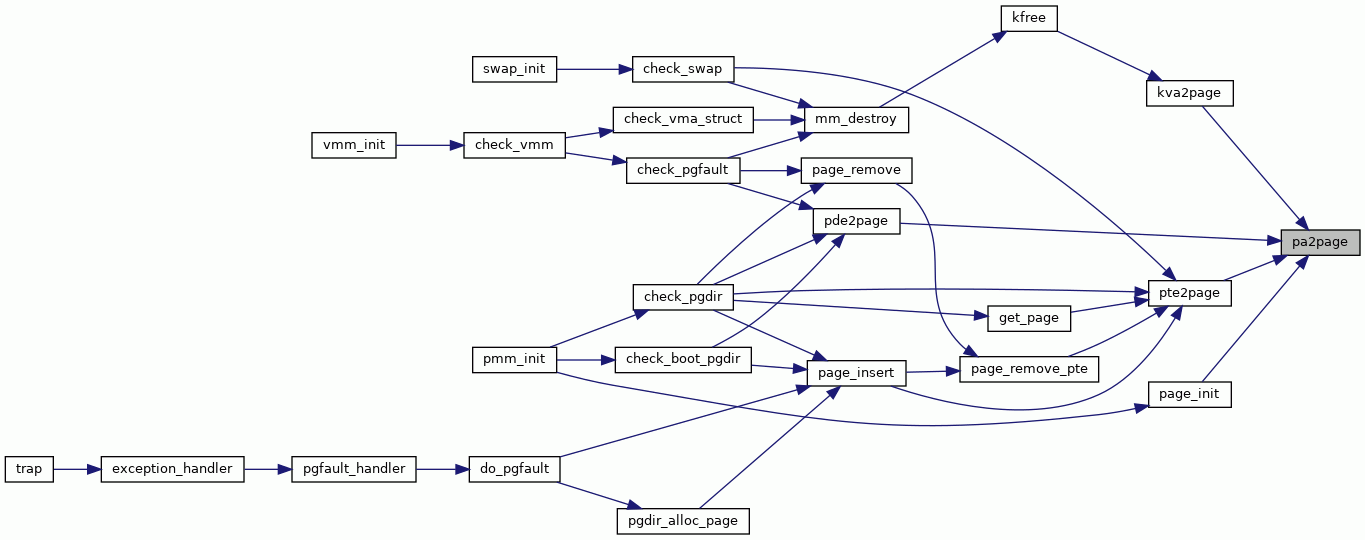 kfree
swap_init
check_swap
kva2page
check_vma_struct
mm_destroy
vmm_init
check_vmm
check_pgfault
page_remove
pde2page
pa2page
check_pgdir
pte2page
get_page
pmm_init
check_boot_pgdir
page_insert
page_remove_pte
page_init
trap
exception_handler
pgfault_handler
do_pgfault
pgdir_alloc_page